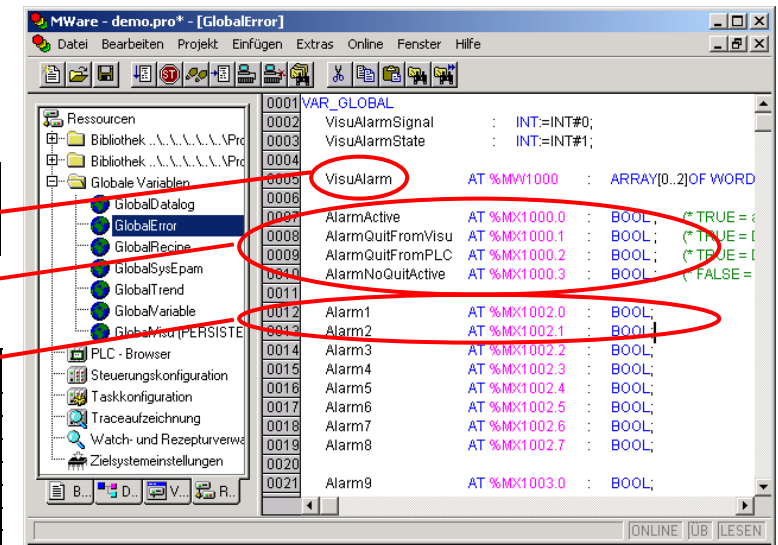 MWare - demo.pro* - [GlobalError]
Datei Bearbeiten Projekt Einfügen Extras Online Fenster Hilfe
Ressourcen
Bibliothek ..\..\..\..\..\Pro
Bibliothek ..\..\..\..\..\Pro
Globale Variablen
GlobalDatalog
GlobalError
GlobalRecipe
GlobalSysEpam
GlobalTrend
GlobalVariable
GlobalVisu (PERSISTE
PLC - Browser
Steuerungskonfiguration
Taskkonfiguration
Traceaufzeichnung
Watch- und Rezepturverwa
Zielsystemeinstellungen
B... D... V... R..
0001 VAR_GLOBAL
0002 VisuAlarmSignal : INT:=INT#0;
0003 VisuAlarmState : INT:=INT#1;
0004
0005 VisuAlarm AT %MW1000 : ARRAY[0..2]OF WORD
0006
0007 AlarmActive AT %MX1000.0 : BOOL; (* TRUE = a
0008 AlarmQuitFromVisu AT %MX1000.1 : BOOL; (* TRUE =
0009 AlarmQuitFromPLC AT %MX1000.2 : BOOL; (* TRUE =
0010 AlarmNoQuitActive AT %MX1000.3 : BOOL; (* FALSE =
0011
0012 Alarm1 AT %MX1002.0 : BOOL;
0013 Alarm2 AT %MX1002.1 : BOOL;
0014 Alarm3 AT %MX1002.2 : BOOL;
0015 Alarm4 AT %MX1002.3 : BOOL;
0016 Alarm5 AT %MX1002.4 : BOOL;
0017 Alarm6 AT %MX1002.5 : BOOL;
0018 Alarm7 AT %MX1002.6 : BOOL;
0019 Alarm8 AT %MX1002.7 : BOOL;
0020
0021 Alarm9 AT %MX1003.0 : BOOL;
ONLINE ÜB LESEN